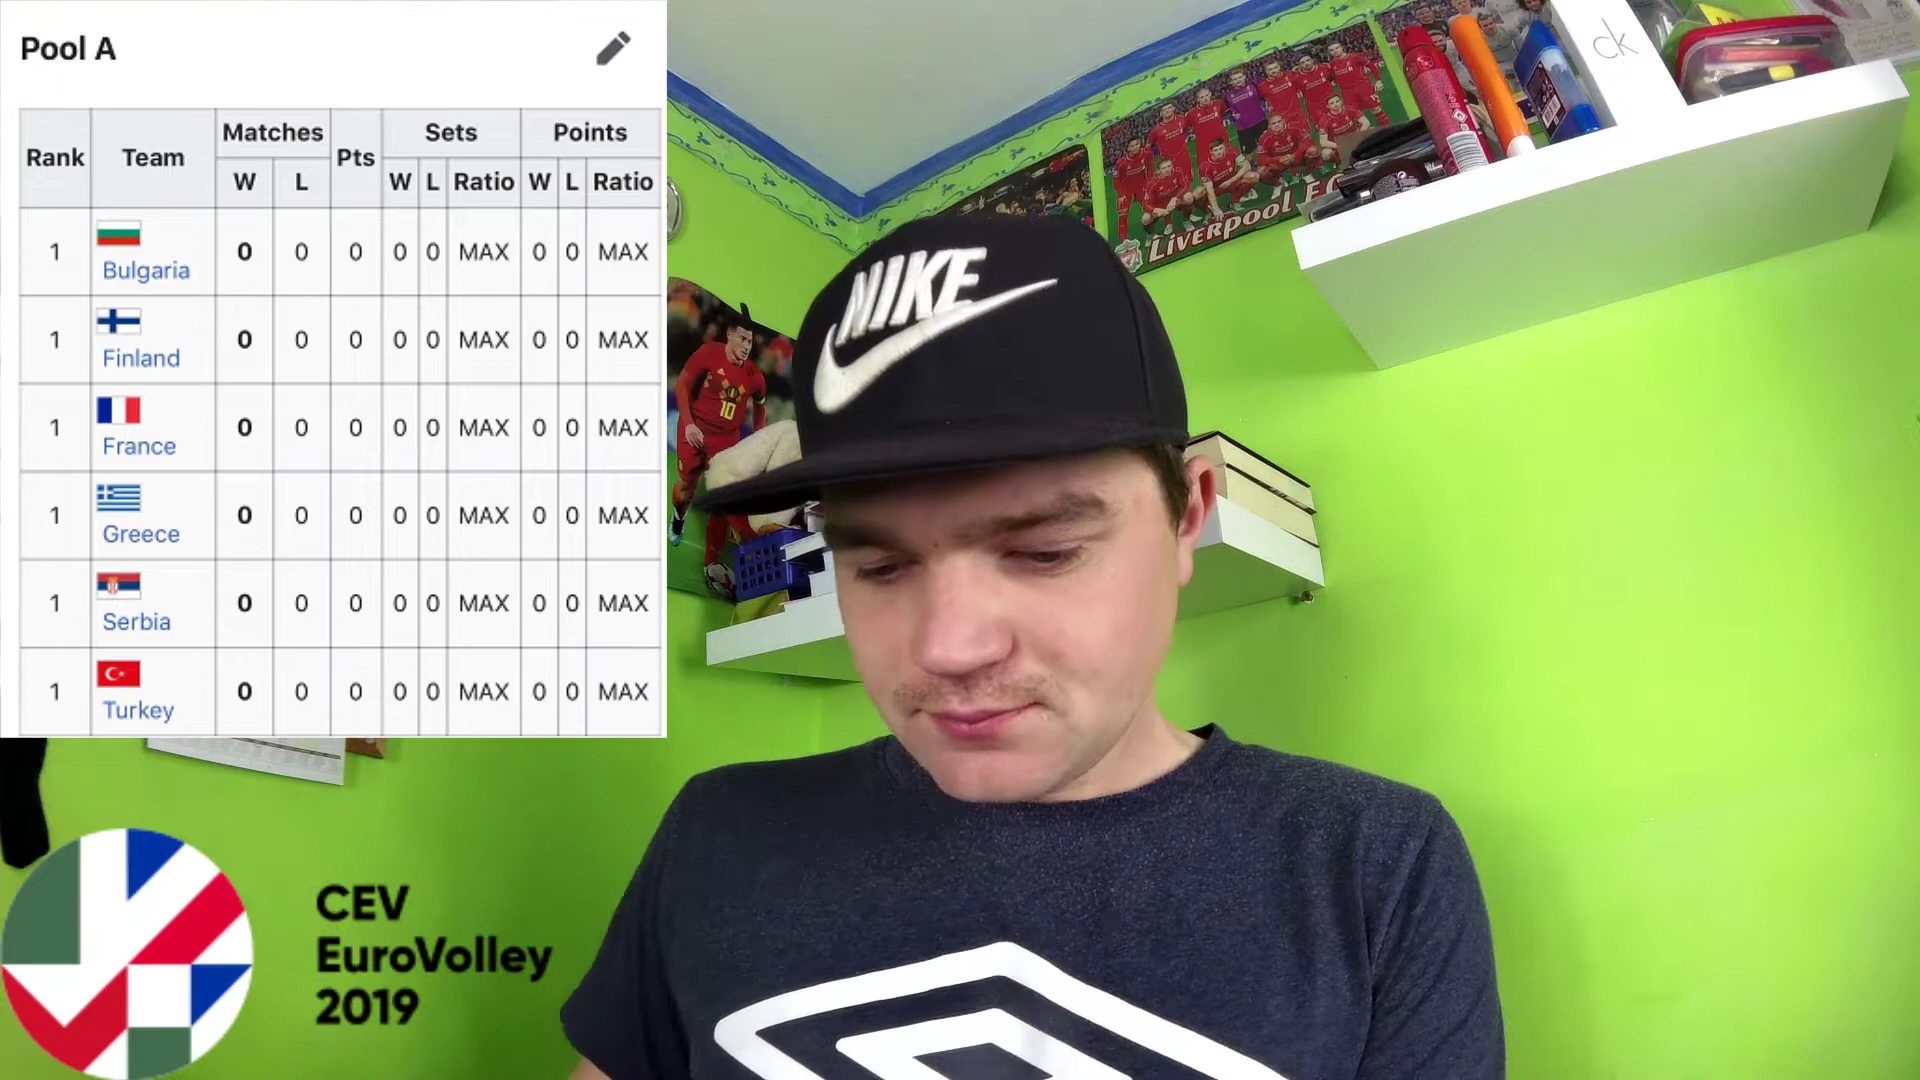 Pool A
Rank Team Matches Pts Sets Points
W L W L Ratio W L Ratio
1 Bulgaria 0 0 0 0 0 MAX 0 0 MAX
1 Finland 0 0 0 0 0 MAX 0 0 MAX
1 France 0 0 0 0 0 MAX 0 0 MAX
1 Greece 0 0 0 0 0 MAX 0 0 MAX
1 Serbia 0 0 0 0 0 MAX 0 0 MAX
1 Turkey 0 0 0 0 0 MAX 0 0 MAX
CEV
EuroVolley
2019
NIKE
LIVERPOOL FC
ck
10